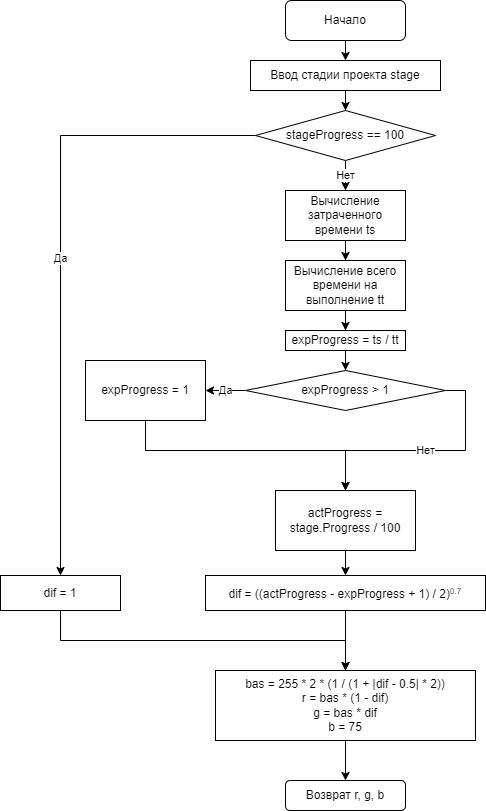 Начало
Ввод стадии проекта stage
stageProgress == 100
Нет
Вычисление
затраченного
времени ts
Да
Вычисление всего
времени на
выполнение tt
expProgress = ts / tt
expProgress = 1
Да
expProgress > 1
Нет
actProgress =
stage.Progress / 100
dif = 1
dif = ((actProgress - expProgress + 1) / 2)^0.7
bas = 255 * 2 * (1 / (1 + |dif - 0.5| * 2))
r = bas * (1 - dif)
g = bas * dif
b = 75
Возврат r, g, b